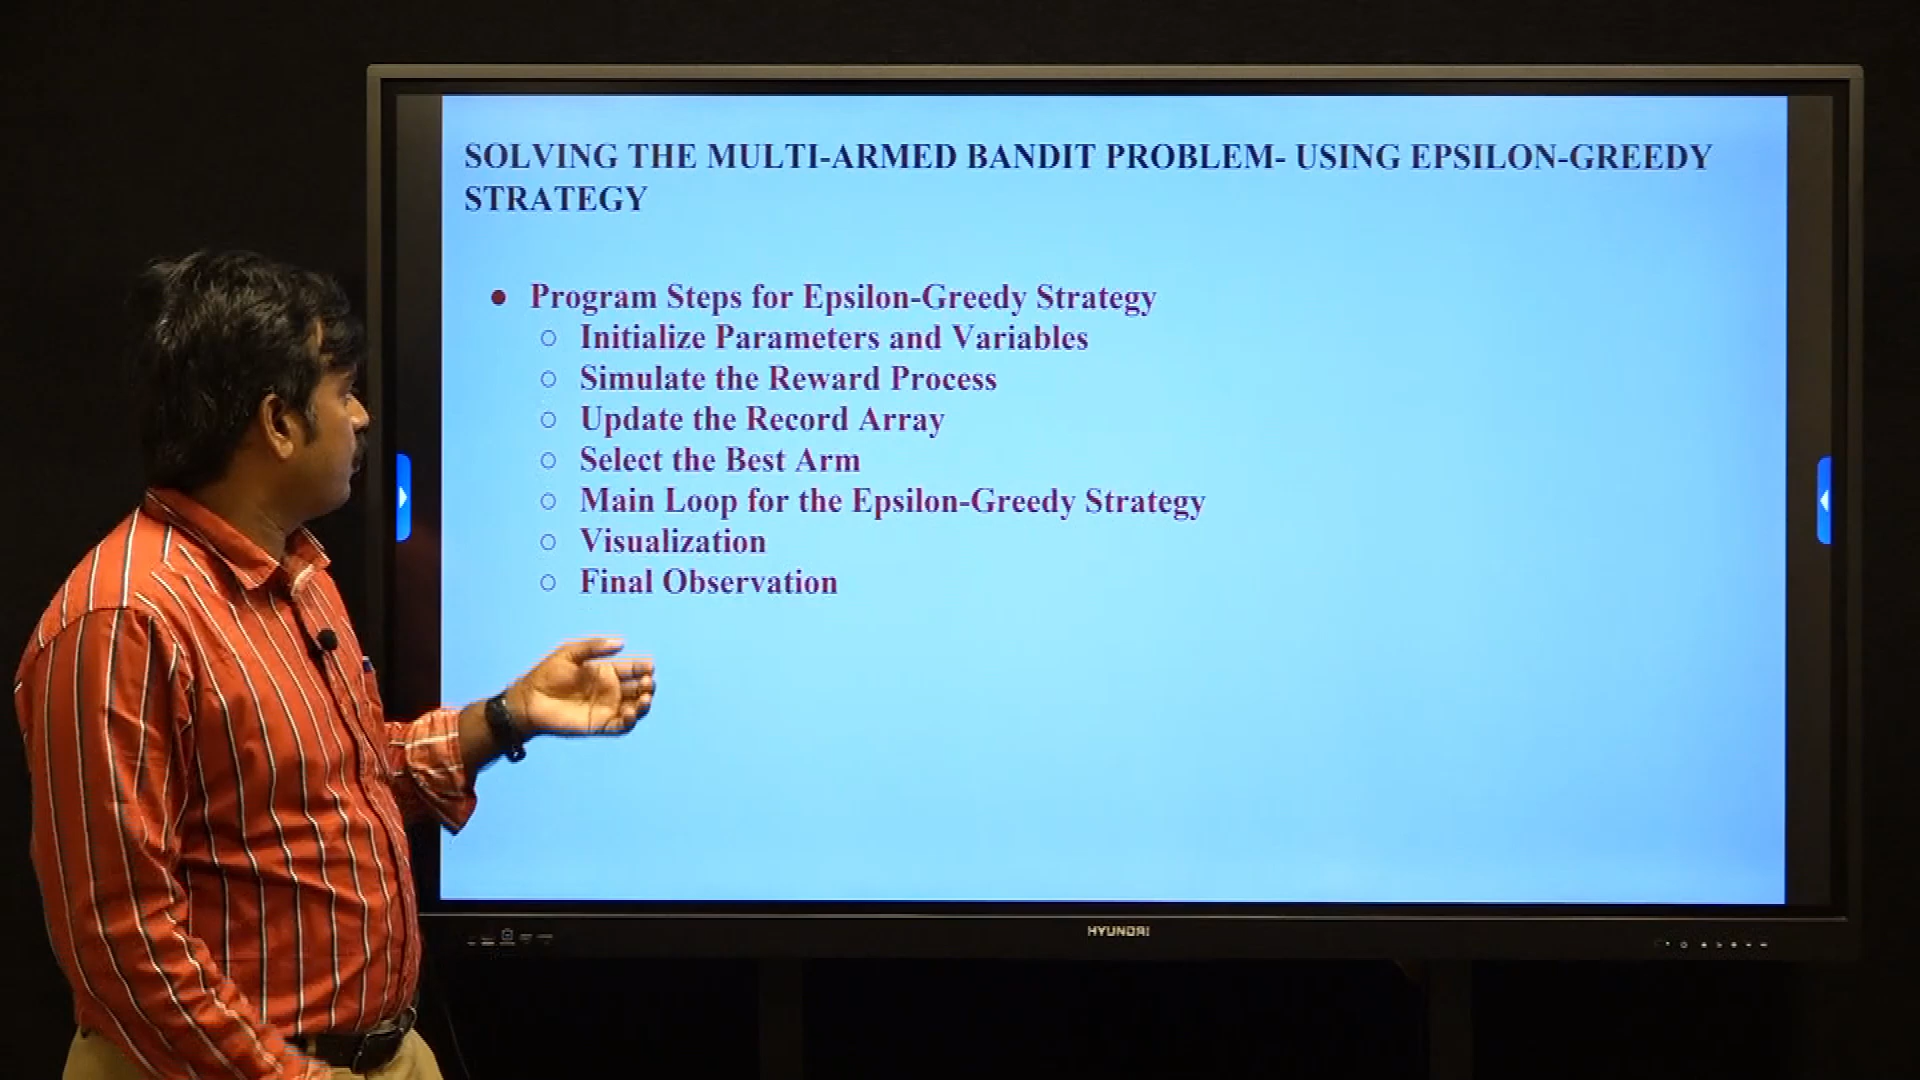 SOLVING THE MULTI-ARMED BANDIT PROBLEM- USING EPSILON-GREEDY
STRATEGY
● Program Steps for Epsilon-Greedy Strategy
○ Initialize Parameters and Variables
○ Simulate the Reward Process
○ Update the Record Array
○ Select the Best Arm
○ Main Loop for the Epsilon-Greedy Strategy
○ Visualization
○ Final Observation
HYUNDAI